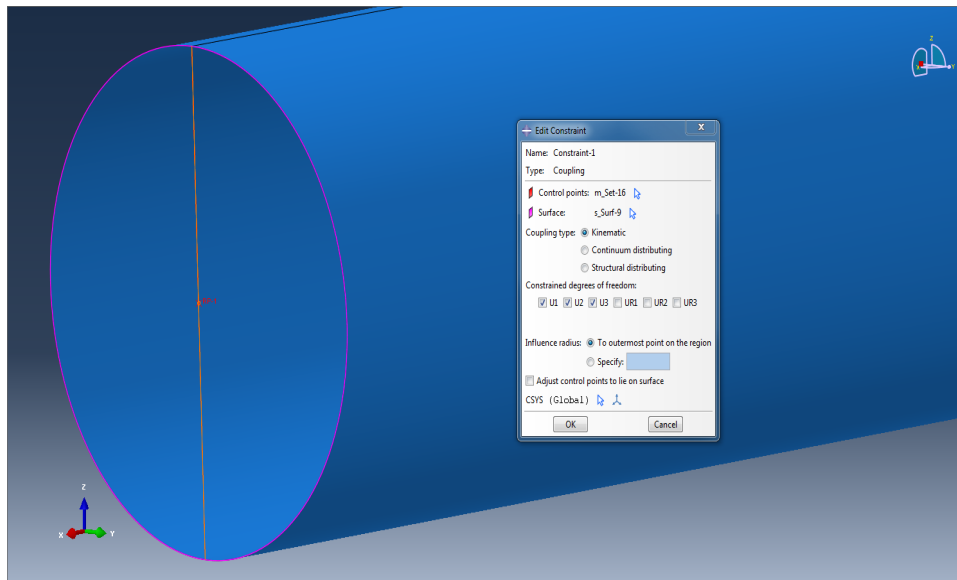 Z
Y
Edit Constraint
X
Name: Constraint-1
Type: Coupling
Control points: m_Set-16
Surface: s_Surf-9
Coupling type: Kinematic
Continuum distributing
Structural distributing
Constrained degrees of freedom:
U1 U2 U3 UR1 UR2 UR3
Influence radius: To outermost point on the region
Specify:
Adjust control points to lie on surface
CSYS (Global)
OK Cancel
Z
X Y